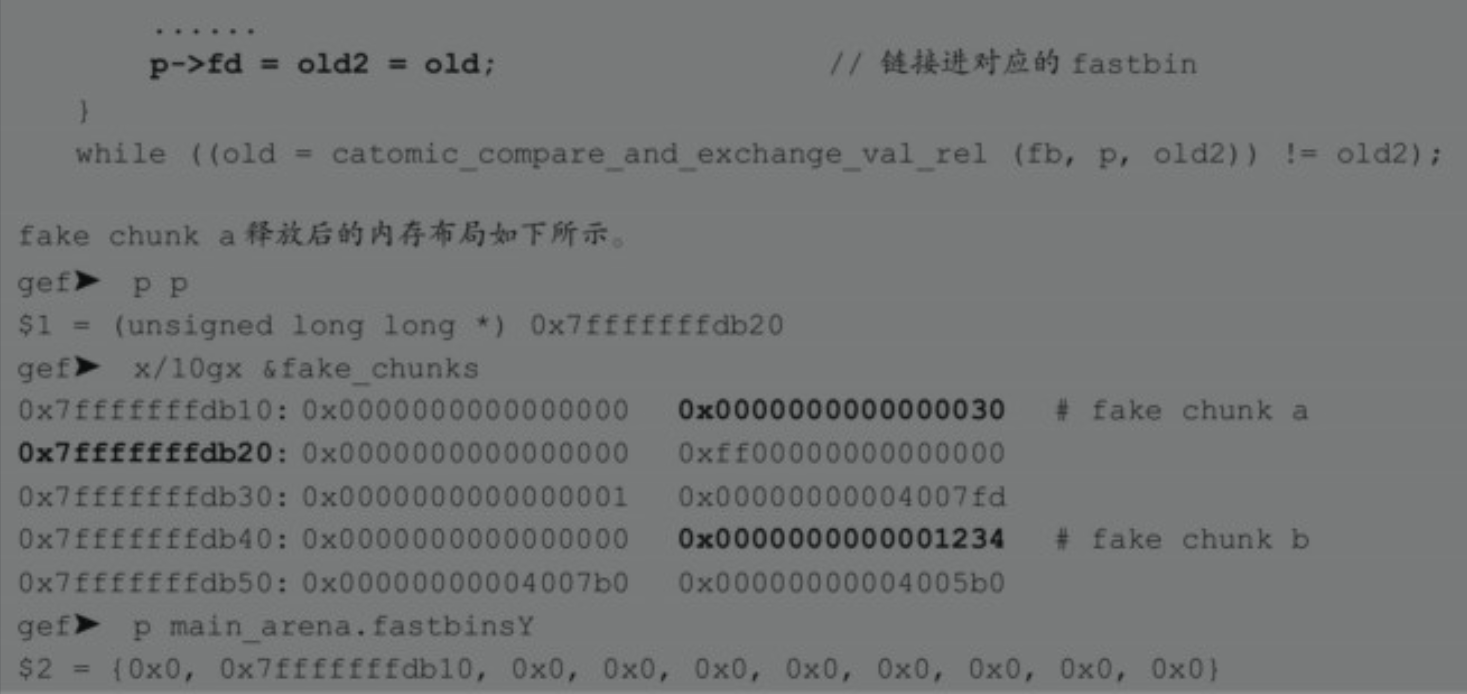 ......
p->fd = old2 = old; // 链接进对应的 fastbin
}
while ((old = catomic_compare_and_exchange_val_rel (fb, p, old2)) != old2);
fake chunk a 释放后的内存布局如下所示。
gef➤ p p
$1 = (unsigned long long *) 0x7fffffffdb20
gef➤ x/10gx &fake_chunks
0x7fffffffdb10: 0x0000000000000000 0x0000000000000030 # fake chunk a
0x7fffffffdb20: 0x0000000000000000 0xff00000000000000
0x7fffffffdb30: 0x0000000000000001 0x00000000004007fd
0x7fffffffdb40: 0x0000000000000000 0x0000000000001234 # fake chunk b
0x7fffffffdb50: 0x00000000004007b0 0x00000000004005b0
gef➤ p main_arena.fastbinsY
$2 = {0x0, 0x7fffffffdb10, 0x0, 0x0, 0x0, 0x0, 0x0, 0x0, 0x0, 0x0}